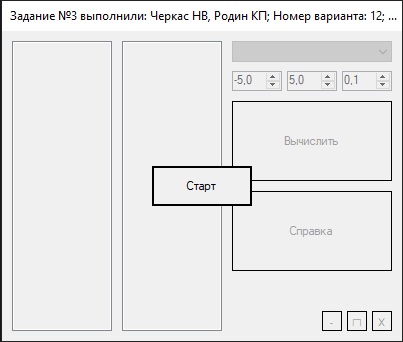 Задание №3 выполнили: Черкас НВ, Родин КП; Номер варианта: 12; ...
-5,0 5,0 0,1
Вычислить
Старт
Справка
- □ X